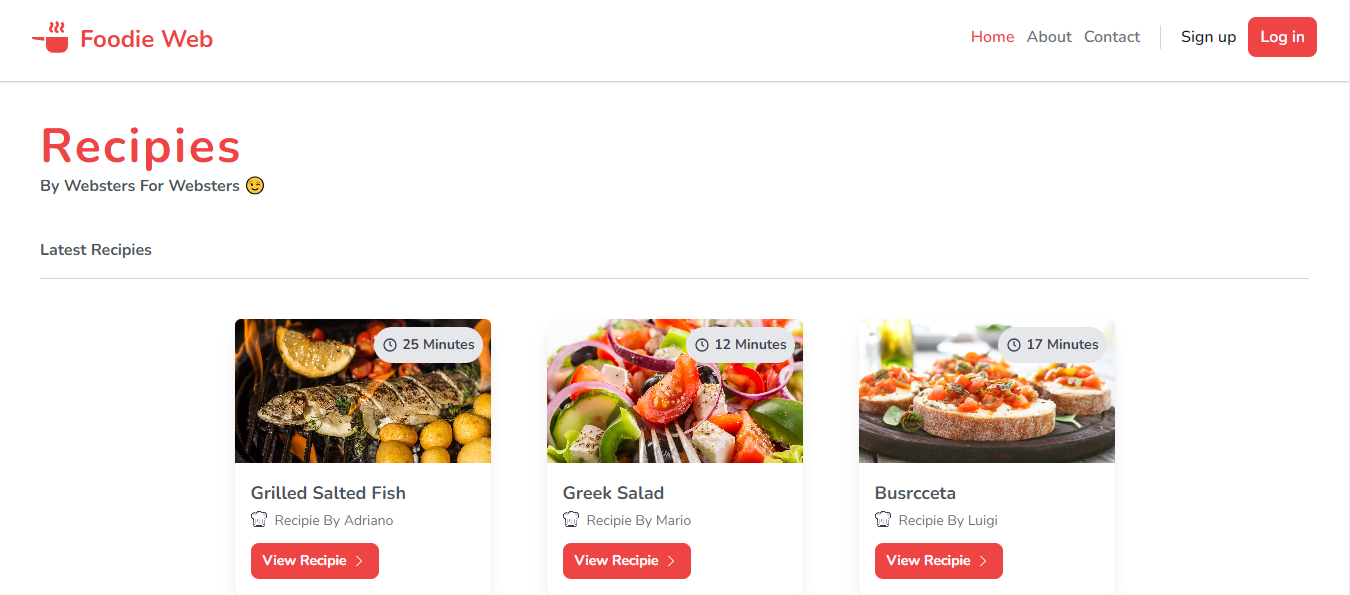 Foodie Web
Home About Contact Sign up Log in
Recipies
By Websters For Websters 😉
Latest Recipies
25 Minutes
12 Minutes
17 Minutes
Grilled Salted Fish
Recipie By Adriano
View Recipie
Greek Salad
Recipie By Mario
View Recipie
Busrcceta
Recipie By Luigi
View Recipie